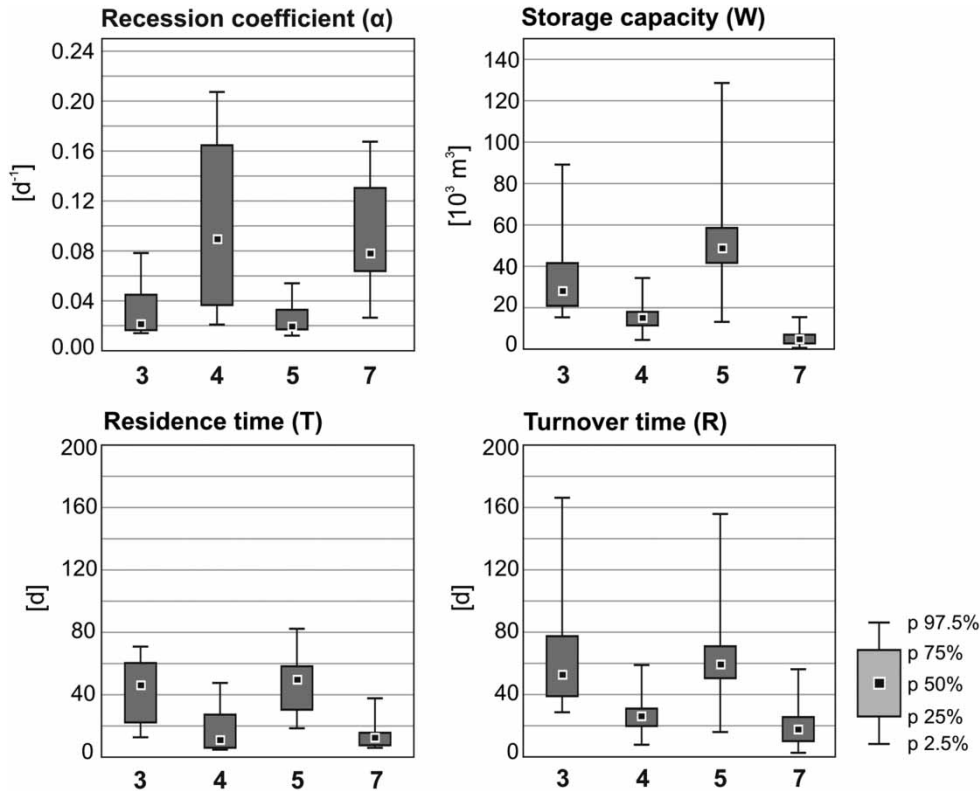 Recession coefficient (α)
0.24
0.20
0.16
0.12
0.08
0.04
0.00
[d⁻¹]
3 4 5 7
Storage capacity (W)
140
120
100
80
60
40
20
0
[10³ m³]
3 4 5 7
Residence time (T)
200
160
120
80
40
0
[d]
3 4 5 7
Turnover time (R)
200
160
120
80
40
0
[d]
3 4 5 7
p 97.5%
p 75%
p 50%
p 25%
p 2.5%